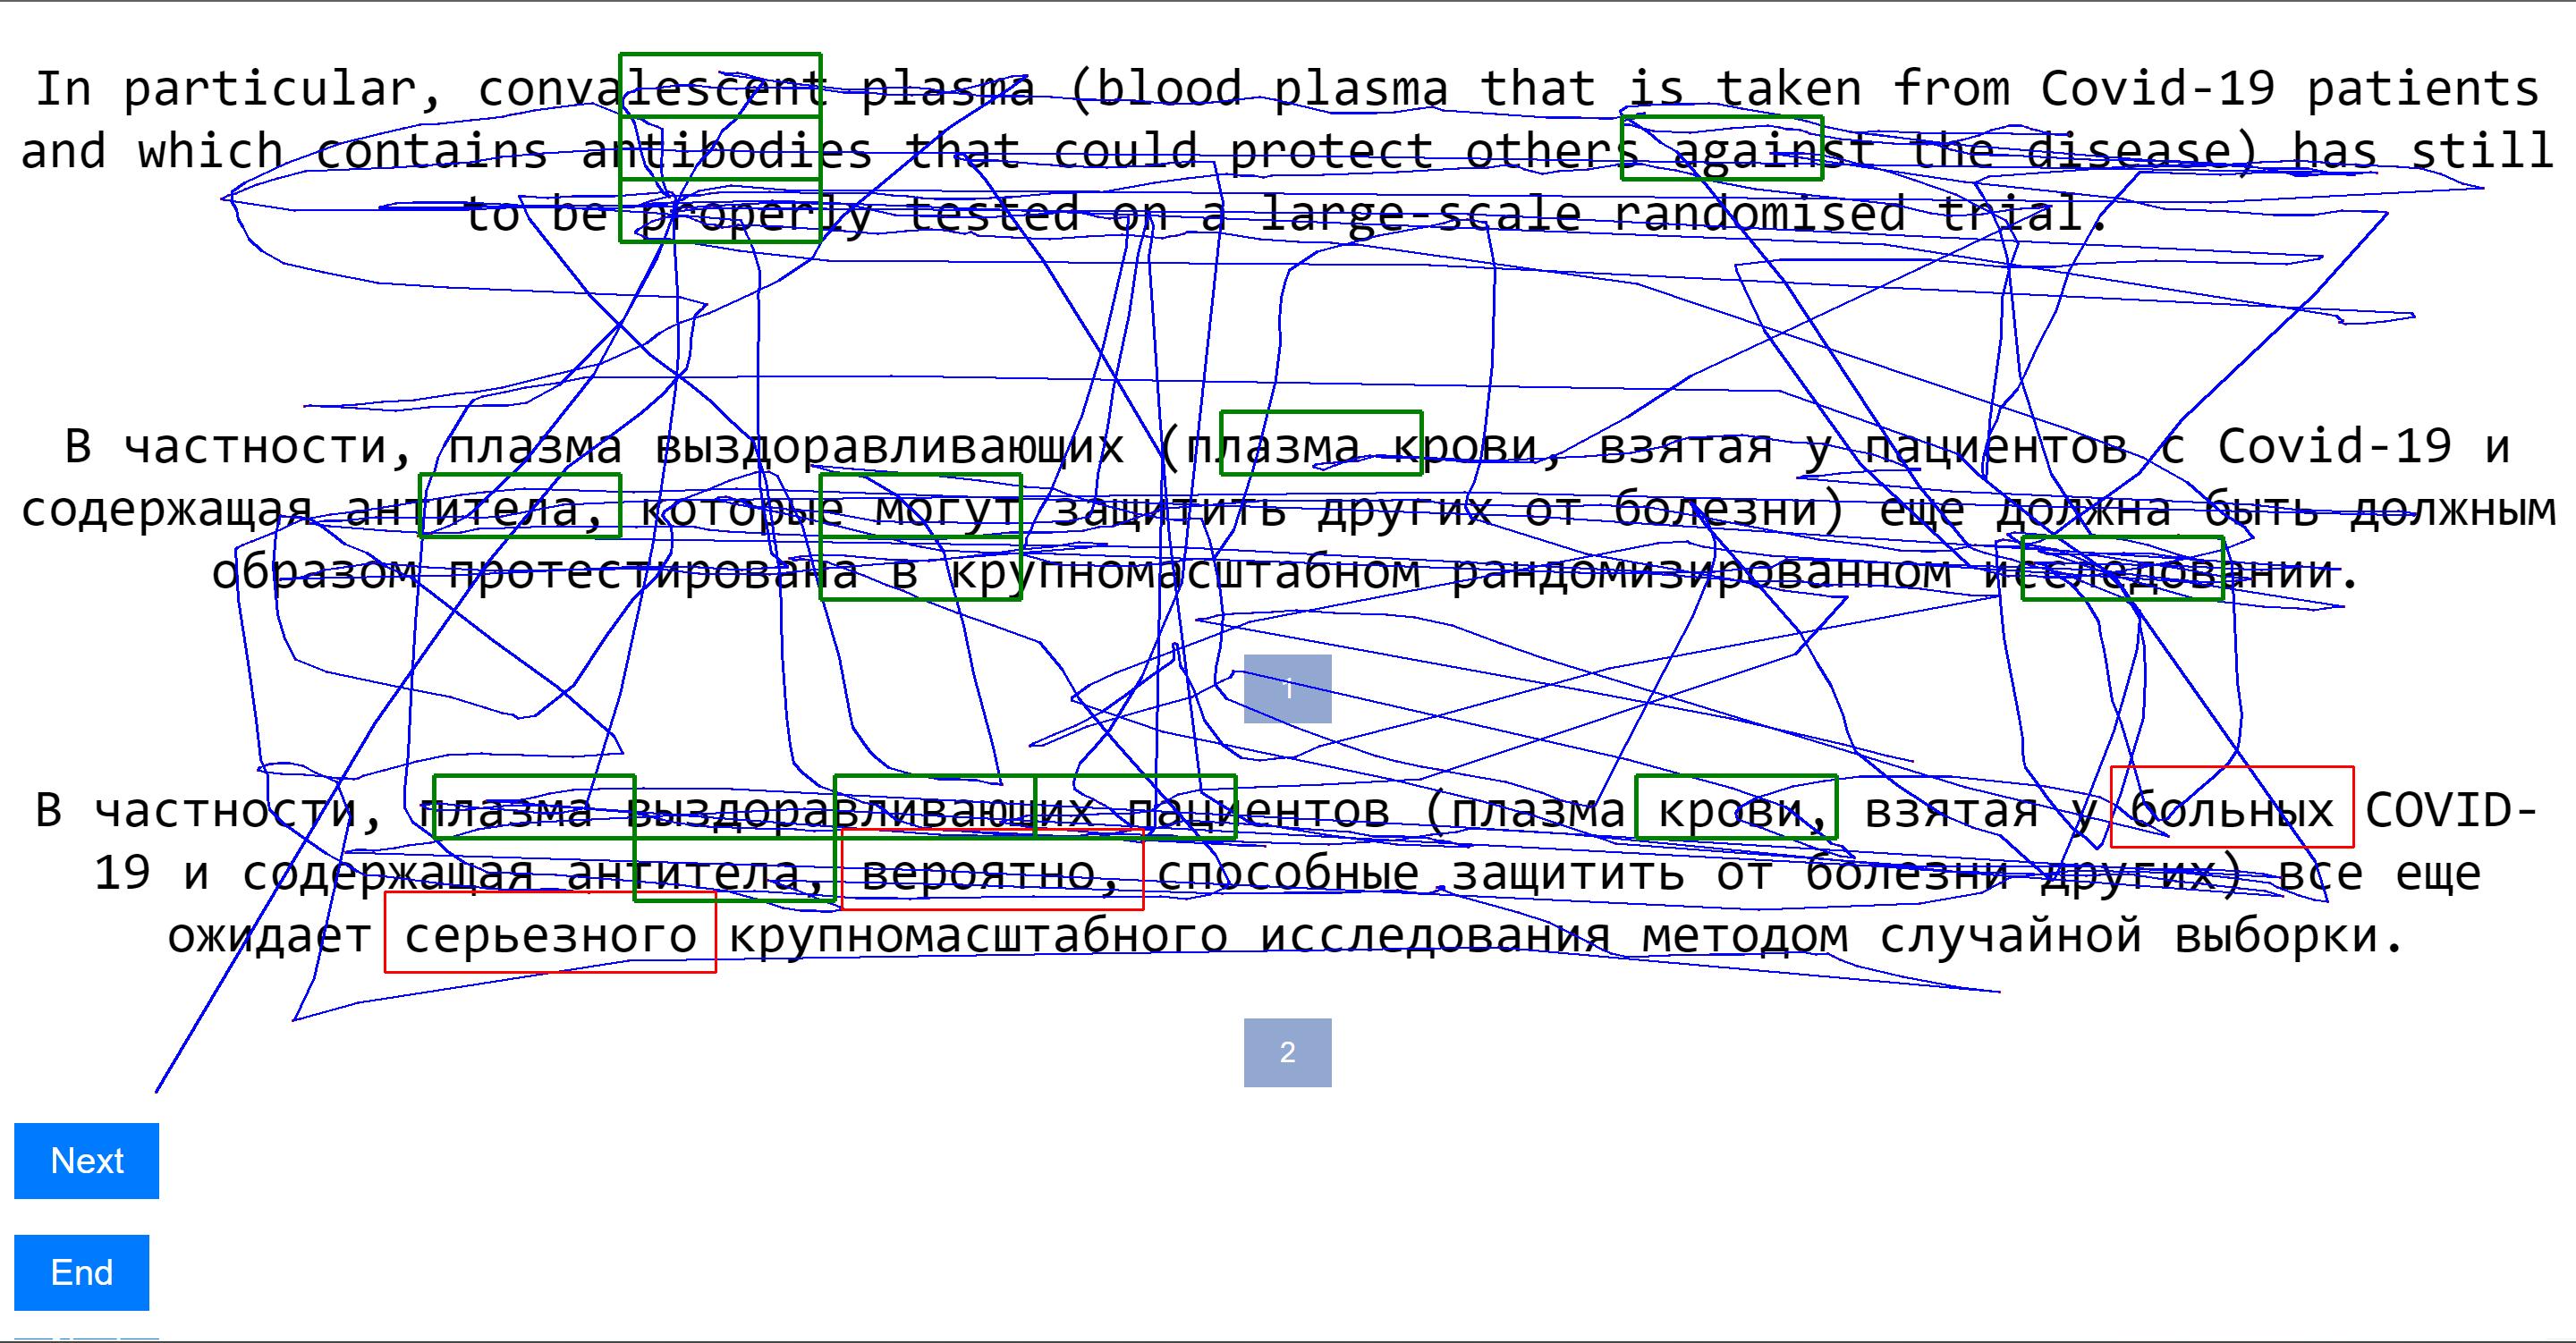 In particular, convalescent plasma (blood plasma that is taken from Covid-19 patients
and which contains antibodies that could protect others against the disease) has still
to be properly tested on a large-scale randomised trial.
В частности, плазма выздоравливающих (плазма крови, взятая у пациентов с Covid-19 и
содержащая антитела, которые могут защитить других от болезни) еще должна быть должным
образом протестирована в крупномасштабном рандомизированном исследовании.
1
В частности, плазма выздоравливающих пациентов (плазма крови, взятая у больных COVID-
19 и содержащая антитела, вероятно, способные защитить от болезни других) все еще
ожидает серьезного крупномасштабного исследования методом случайной выборки.
2
Next
End